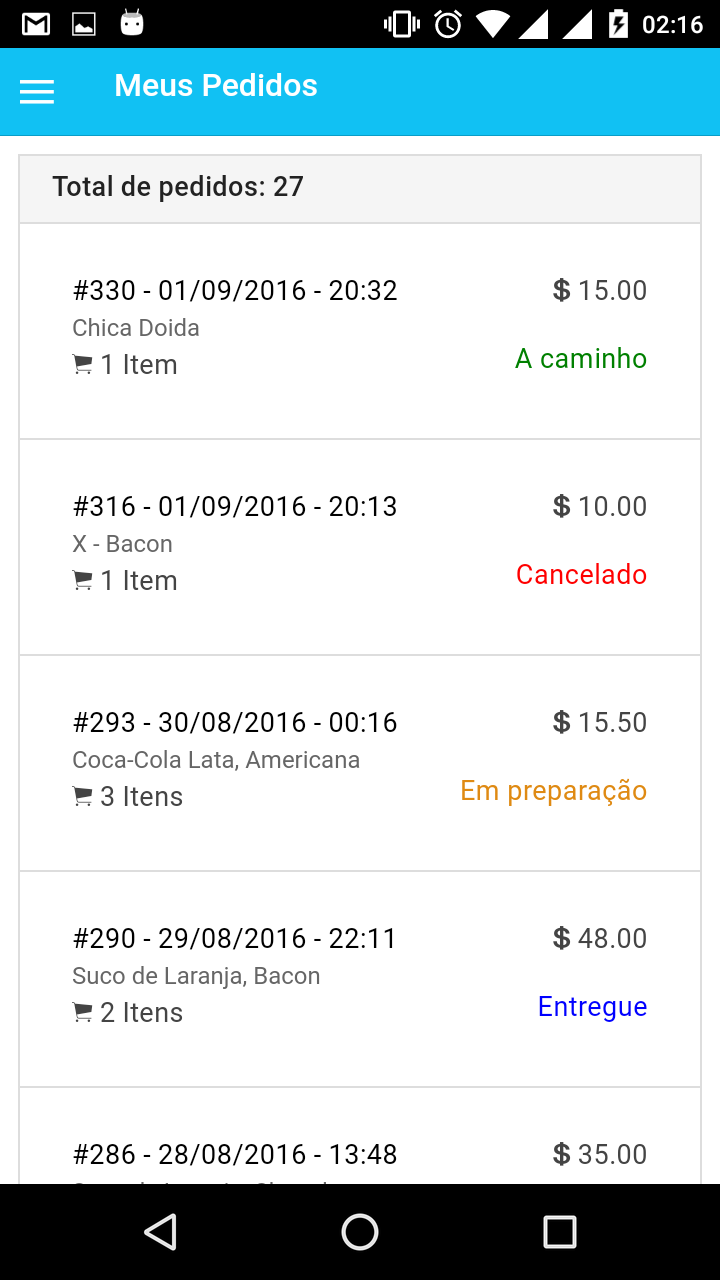 02:16
Meus Pedidos
Total de pedidos: 27
#330 - 01/09/2016 - 20:32 $ 15.00
Chica Doida
1 Item A caminho
#316 - 01/09/2016 - 20:13 $ 10.00
X - Bacon
1 Item Cancelado
#293 - 30/08/2016 - 00:16 $ 15.50
Coca-Cola Lata, Americana
3 Itens Em preparação
#290 - 29/08/2016 - 22:11 $ 48.00
Suco de Laranja, Bacon
2 Itens Entregue
#286 - 28/08/2016 - 13:48 $ 35.00